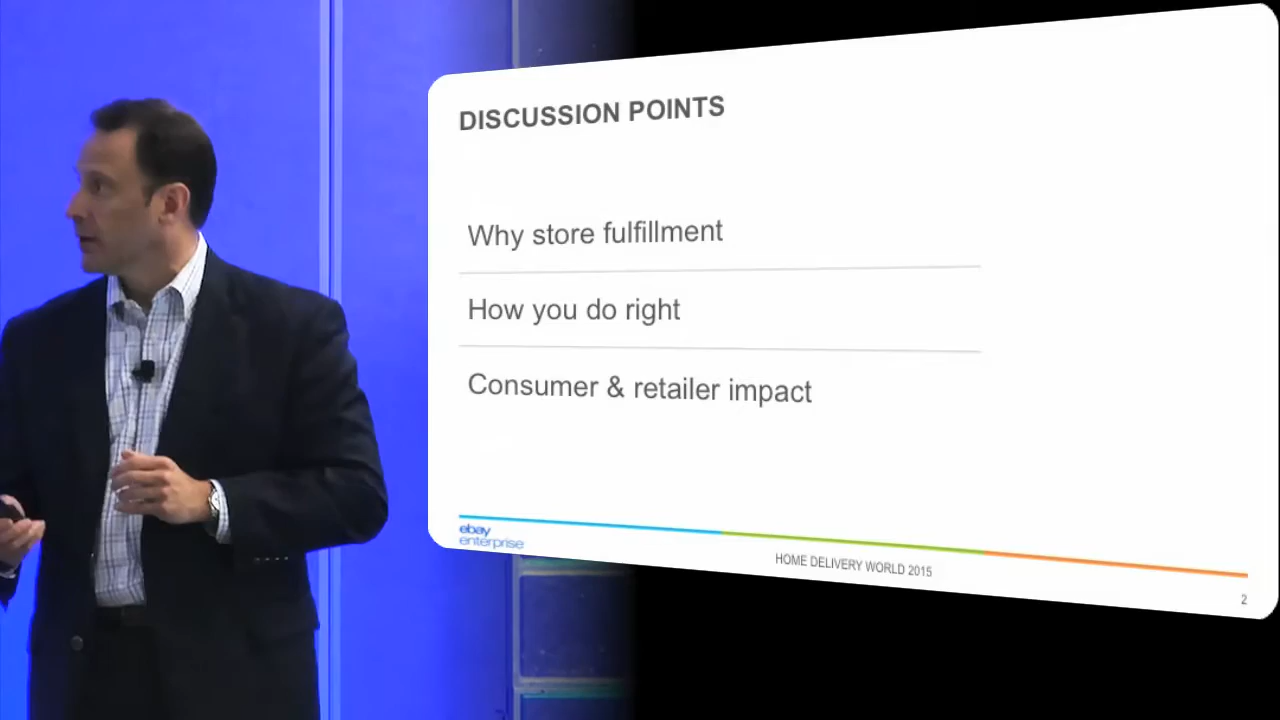 DISCUSSION POINTS
Why store fulfillment
How you do right
Consumer & retailer impact
ebay
enterprise
HOME DELIVERY WORLD 2015
2